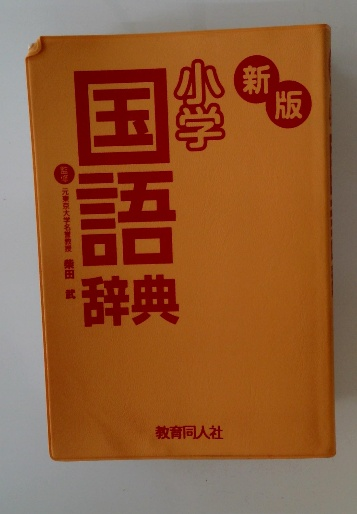 新版
小学
国語
辞典
監修 元東京大学名誉教授 柴田 武
教育同人社